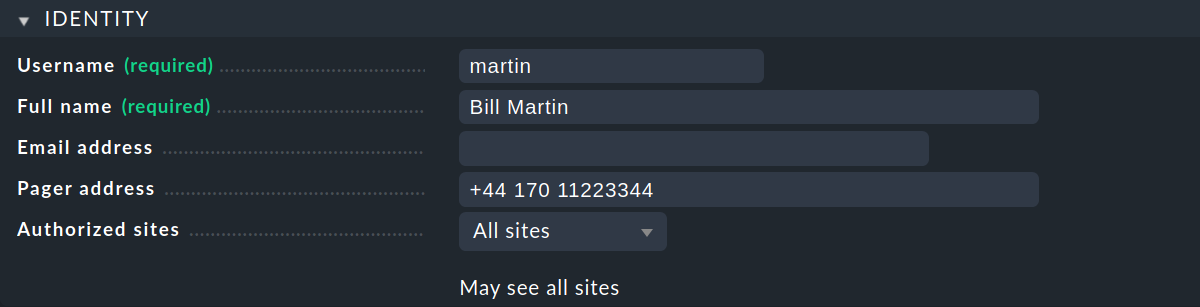 IDENTITY
Username (required) martin
Full name (required) Bill Martin
Email address
Pager address +44 170 11223344
Authorized sites All sites
May see all sites